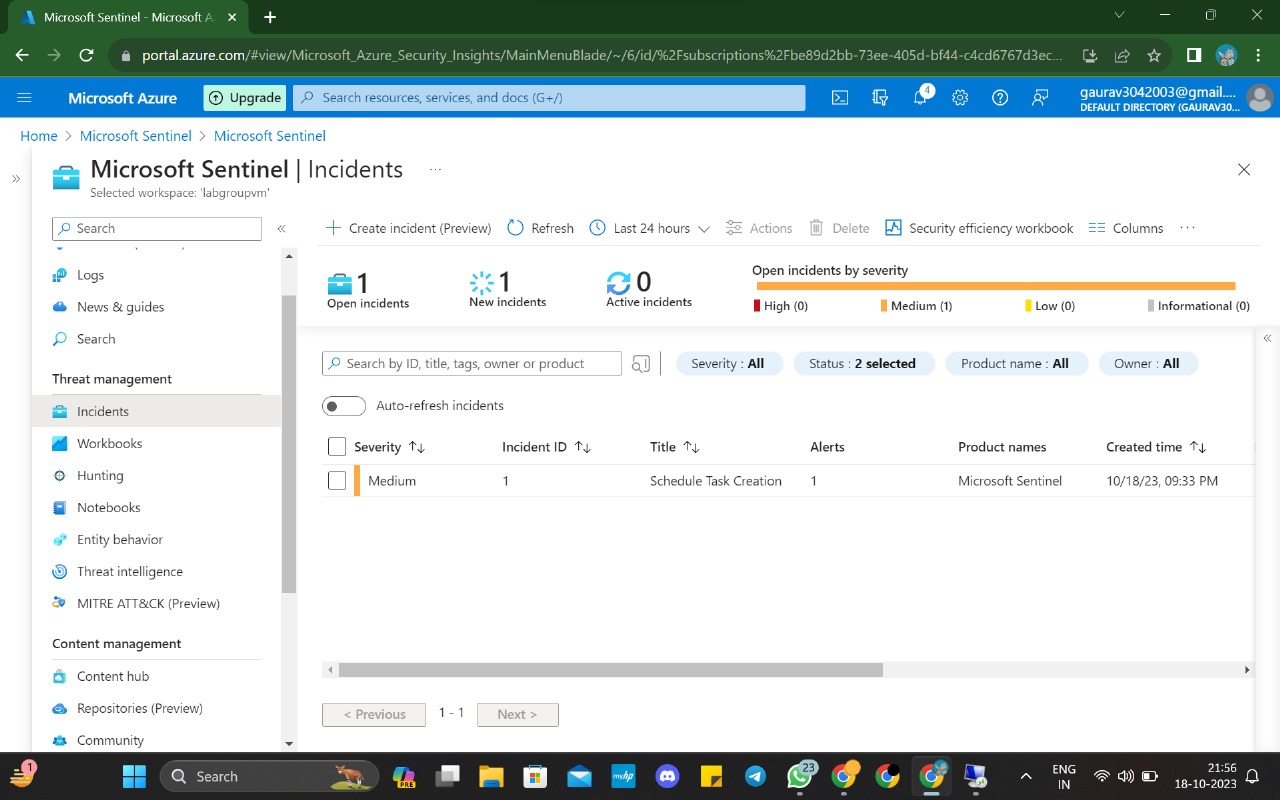 Microsoft Sentinel - Microsoft A
portal.azure.com/#view/Microsoft_Azure_Security_Insights/MainMenuBlade/~/6/id/%2Fsubscriptions%2Fbe89d2bb-73ee-405d-bf44-c4cd6767d3ec...
Microsoft Azure
Upgrade
Search resources, services, and docs (G+/)
4
gaurav3042003@gmail....
DEFAULT DIRECTORY (GAURAV30...
Home > Microsoft Sentinel > Microsoft Sentinel
Microsoft Sentinel | Incidents ...
Selected workspace: 'labgroupvm'
Search
Create incident (Preview) Refresh Last 24 hours Actions Delete Security efficiency workbook Columns ...
Logs
News & guides
Search
Threat management
Incidents
Workbooks
Hunting
Notebooks
Entity behavior
Threat intelligence
MITRE ATT&CK (Preview)
Content management
Content hub
Repositories (Preview)
Community
1
Open incidents
1
New incidents
0
Active incidents
Open incidents by severity
High (0) Medium (1) Low (0) Informational (0)
Search by ID, title, tags, owner or product
Severity : All Status : 2 selected Product name : All Owner : All
Auto-refresh incidents
Severity Incident ID Title Alerts Product names Created time
Medium 1 Schedule Task Creation 1 Microsoft Sentinel 10/18/23, 09:33 PM
< Previous 1 - 1 Next >
1
Search
PRE
myhp
23
ENG
IN
21:56
18-10-2023